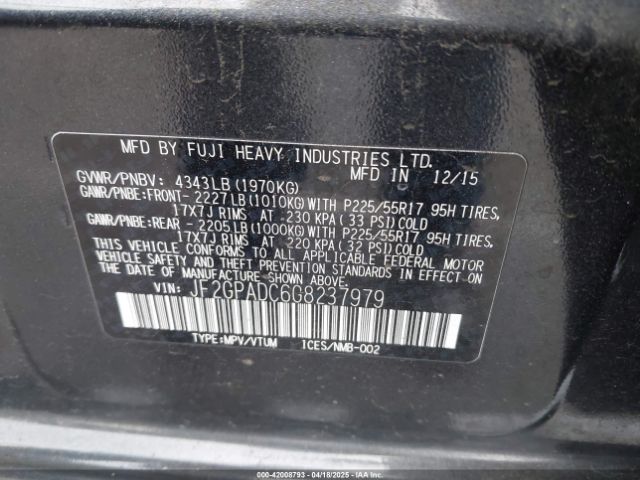 MFD BY FUJI HEAVY INDUSTRIES LTD.
GVWR/PNBV: 4343LB(1970KG) MFD IN 12/15
GAWR/PNBE:FRONT- 2227LB(1010KG)WITH P225/55R17 95H TIRES,
17X7J RIMS AT 230 KPA(33 PSI)COLD
GAWR/PNBE:REAR - 2205LB(1000KG)WITH P225/55R17 95H TIRES,
17X7J RIMS AT 220 KPA(32 PSI)COLD
THIS VEHICLE CONFORMS TO ALL APPLICABLE FEDERAL MOTOR
VEHICLE SAFETY AND THEFT PREVENTION STANDARDS IN EFFECT ON
THE DATE OF MANUFACTURE SHOWN ABOVE.
VIN: JF2GPADC6G8237979
TYPE:MPV/VTUM ICES/NMB-002
000-42008793 - 04/18/2025 - IAAI.COM